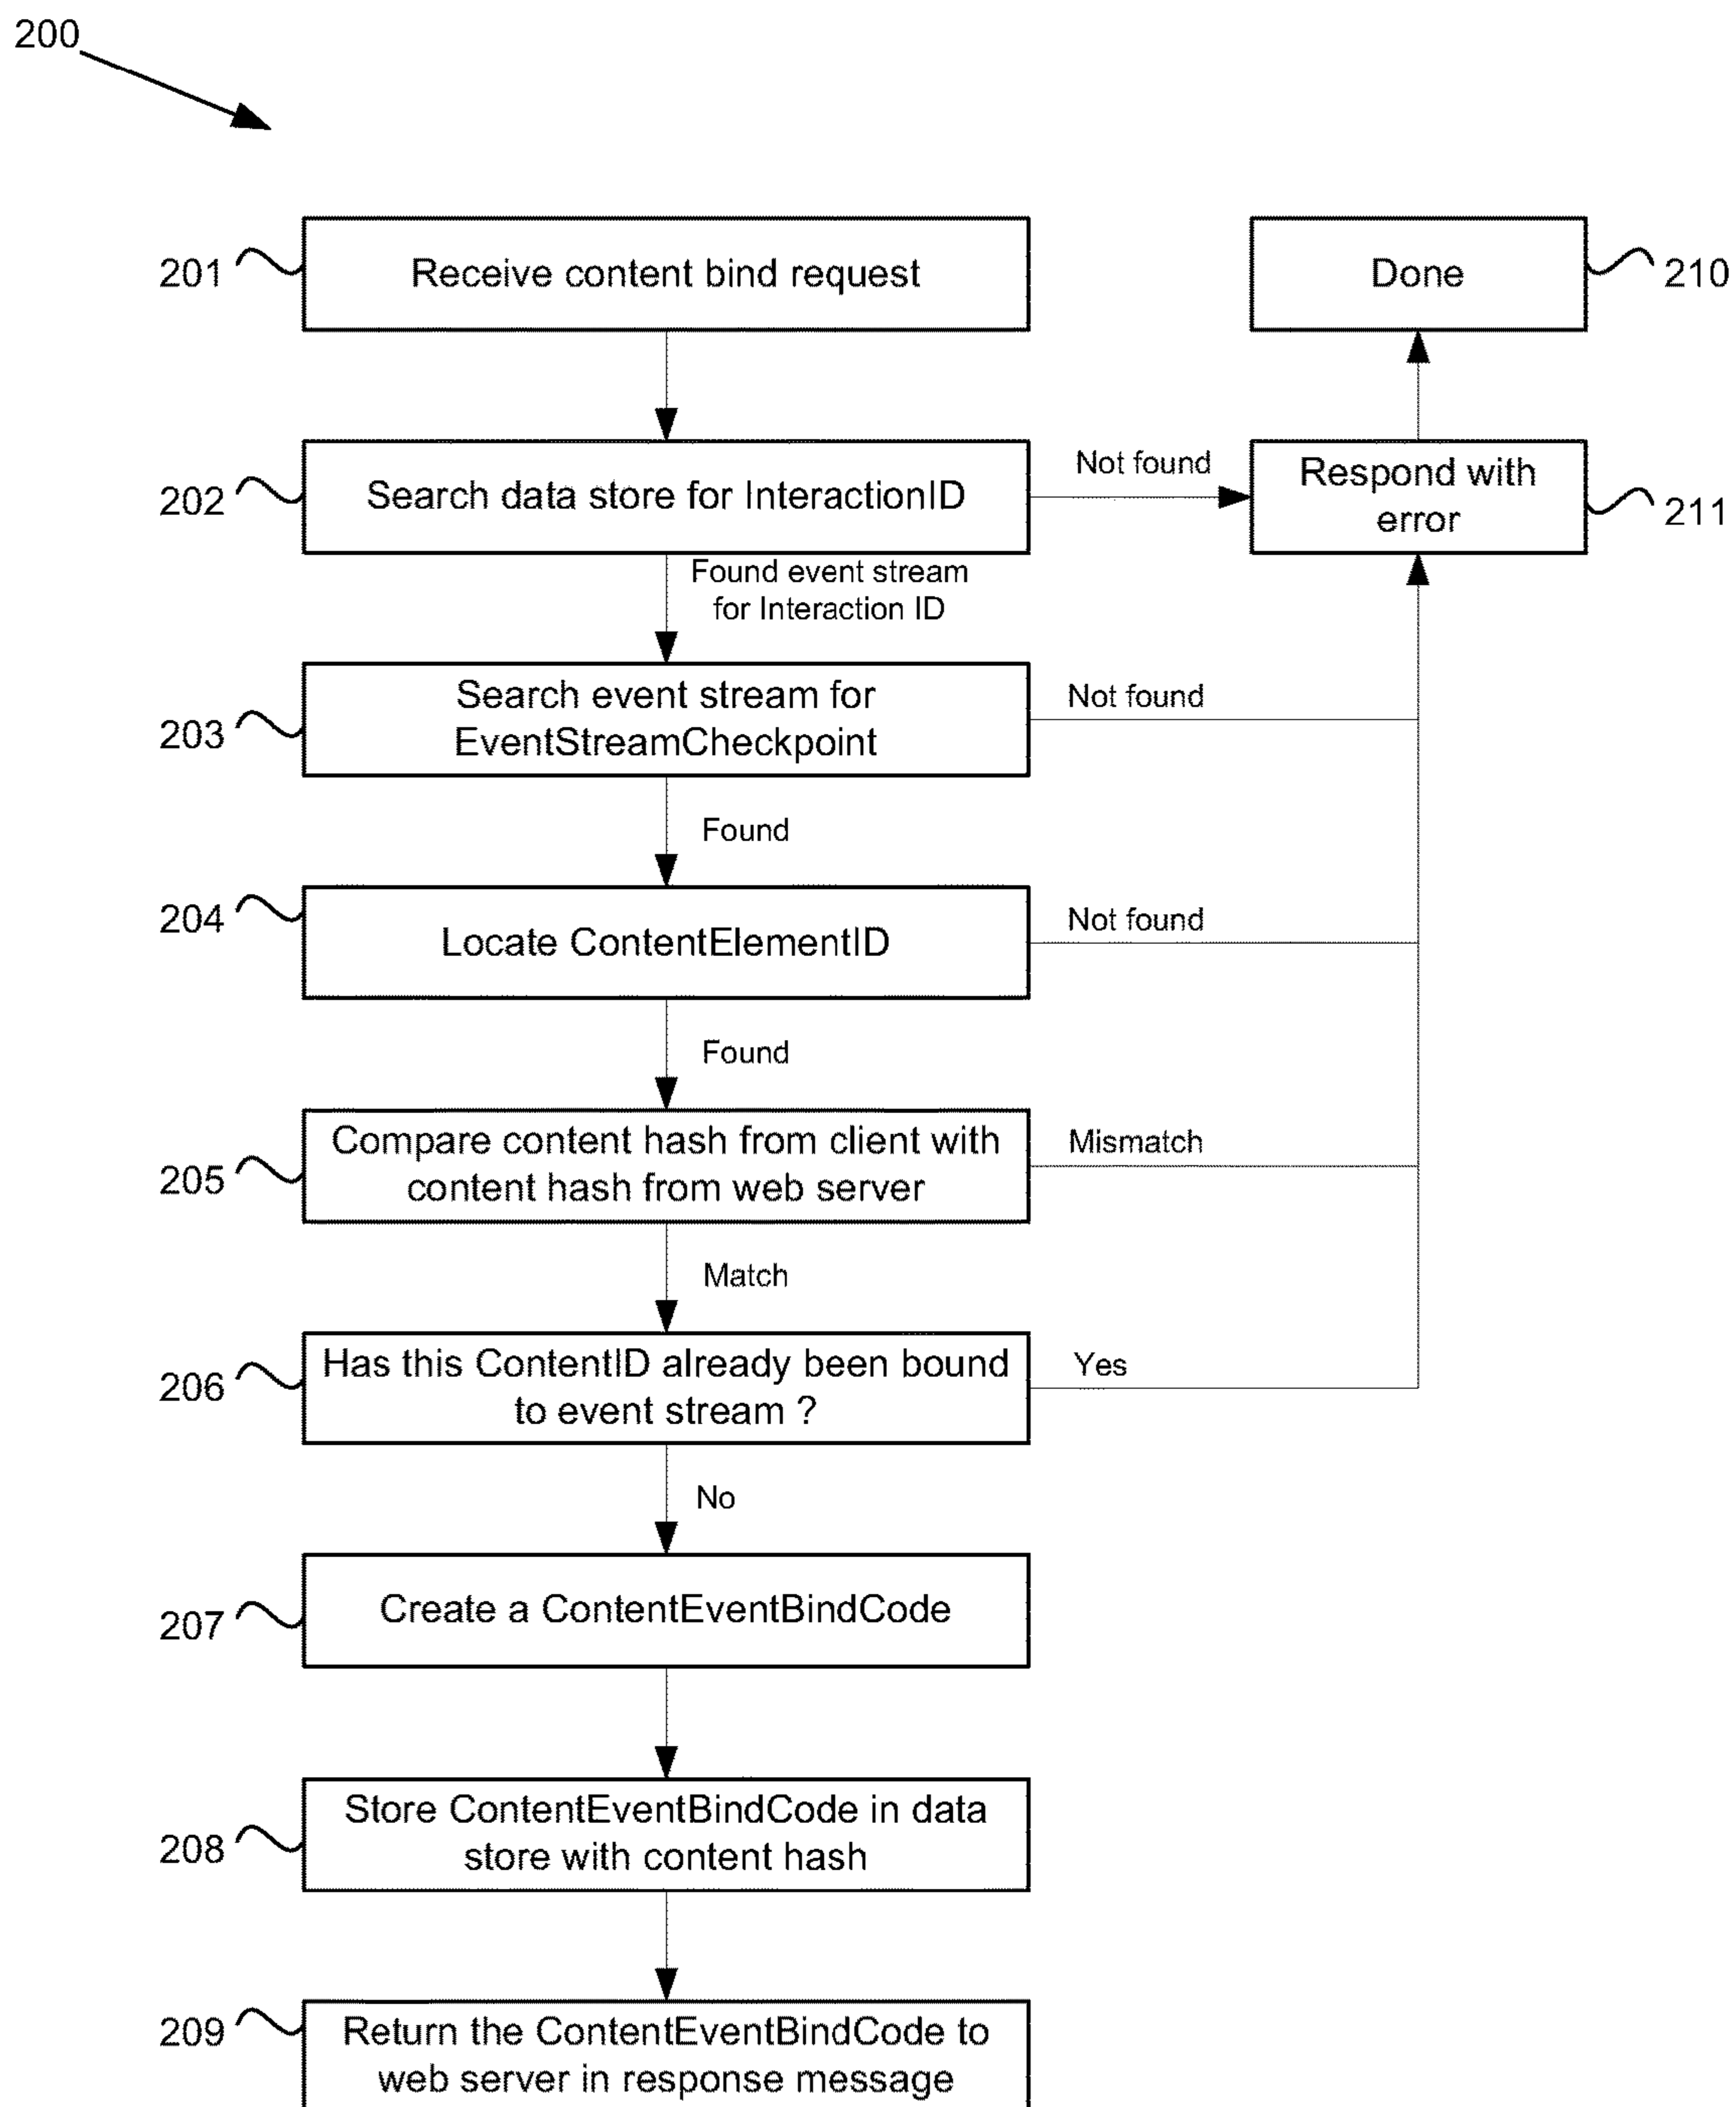 200
201
Receive content bind request
Done
210
202
Search data store for InteractionID
Not found
Respond with
error
211
Found event stream
for Interaction ID
203
Search event stream for
EventStreamCheckpoint
Not found
Found
204
Locate ContentElementID
Not found
Found
205
Compare content hash from client with
content hash from web server
Mismatch
Match
206
Has this ContentID already been bound
to event stream ?
Yes
No
207
Create a ContentEventBindCode
208
Store ContentEventBindCode in data
store with content hash
209
Return the ContentEventBindCode to
web server in response message